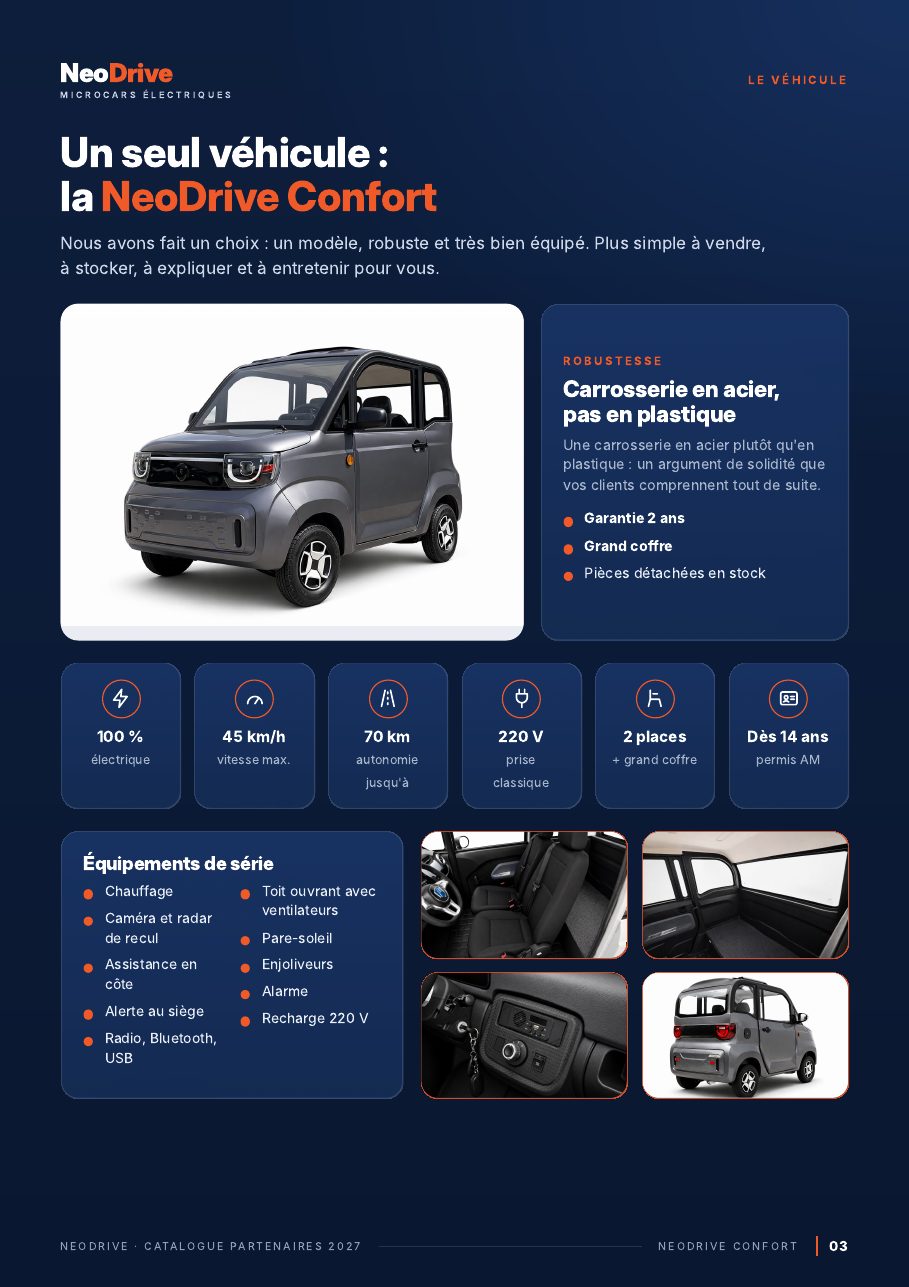 NeoDrive
MICROCARS ÉLECTRIQUES
LE VÉHICULE
Un seul véhicule :
la NeoDrive Confort
Nous avons fait un choix : un modèle, robuste et très bien équipé. Plus simple à vendre,
à stocker, à expliquer et à entretenir pour vous.
ROBUSTESSE
Carrosserie en acier,
pas en plastique
Une carrosserie en acier plutôt qu'en
plastique : un argument de solidité que
vos clients comprennent tout de suite.
Garantie 2 ans
Grand coffre
Pièces détachées en stock
100 %
électrique
45 km/h
vitesse max.
70 km
autonomie
jusqu'à
220 V
prise
classique
2 places
+ grand coffre
Dès 14 ans
permis AM
Équipements de série
Chauffage
Caméra et radar
de recul
Assistance en
côte
Alerte au siège
Radio, Bluetooth,
USB
Toit ouvrant avec
ventilateurs
Pare-soleil
Enjoliveurs
Alarme
Recharge 220 V
NEODRIVE · CATALOGUE PARTENAIRES 2027
NEODRIVE CONFORT
03